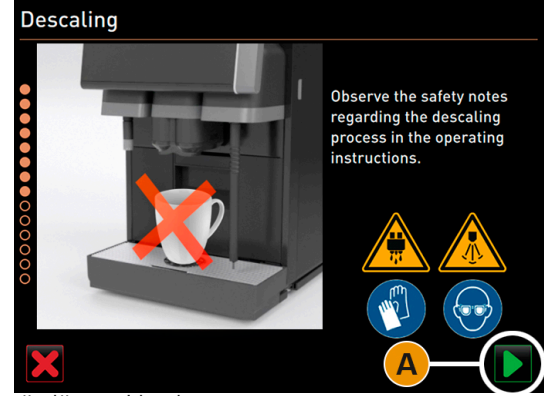 Descaling
Observe the safety notes
regarding the descaling
process in the operating
instructions.
A